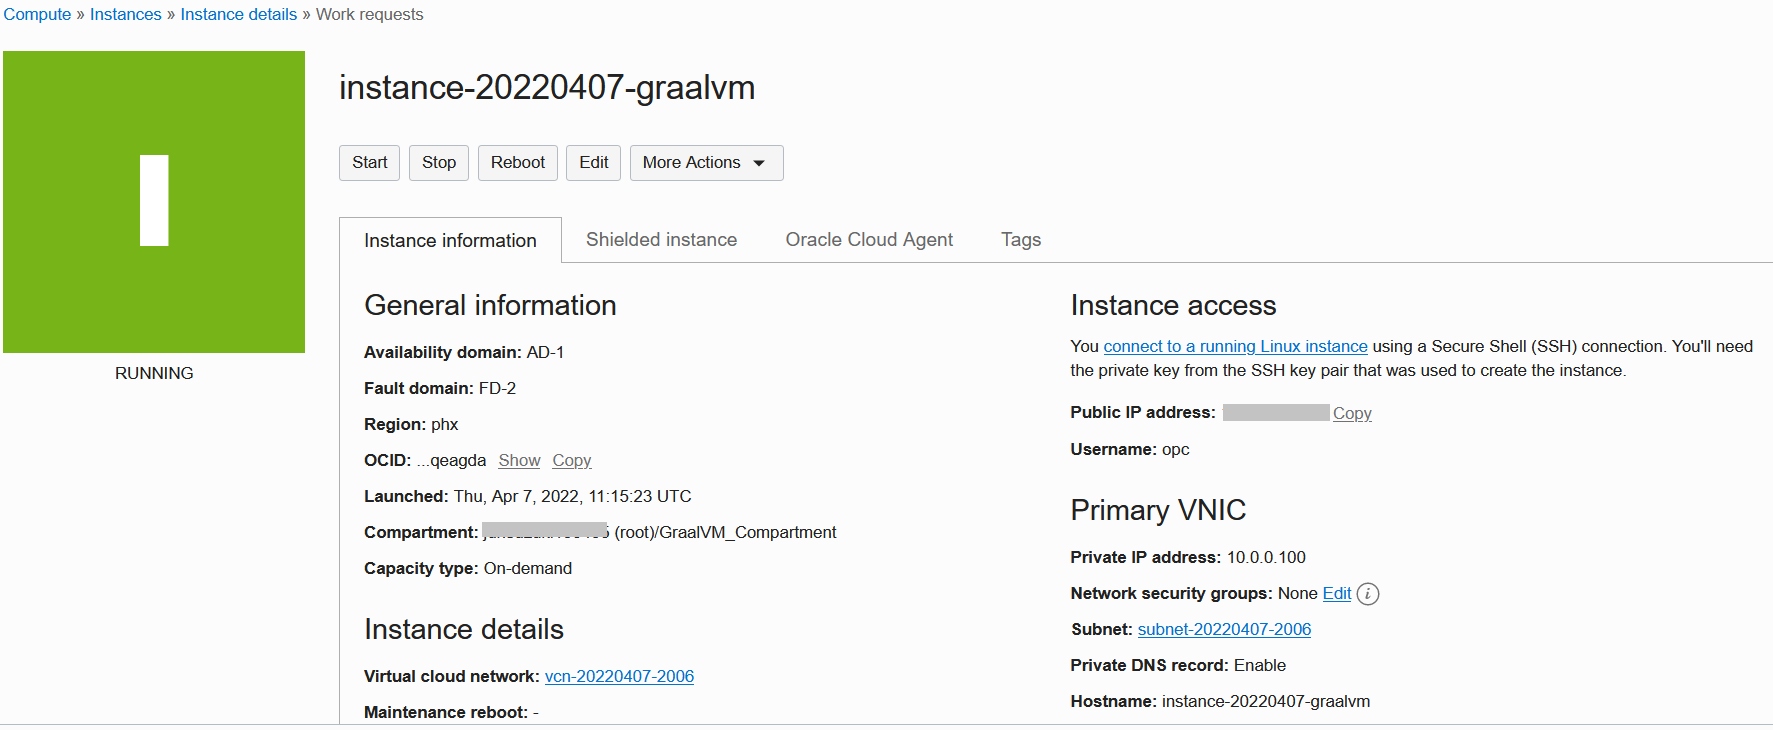 Compute » Instances » Instance details » Work requests
instance-20220407-graalvm
Start Stop Reboot Edit More Actions
Instance information Shielded instance Oracle Cloud Agent Tags
RUNNING
General information
Availability domain: AD-1
Fault domain: FD-2
Region: phx
OCID: ...qeagda Show Copy
Launched: Thu, Apr 7, 2022, 11:15:23 UTC
Compartment: (root)/GraalVM_Compartment
Capacity type: On-demand
Instance details
Virtual cloud network: vcn-20220407-2006
Maintenance reboot: -
Instance access
You connect to a running Linux instance using a Secure Shell (SSH) connection. You'll need
the private key from the SSH key pair that was used to create the instance.
Public IP address: Copy
Username: opc
Primary VNIC
Private IP address: 10.0.0.100
Network security groups: None Edit i
Subnet: subnet-20220407-2006
Private DNS record: Enable
Hostname: instance-20220407-graalvm